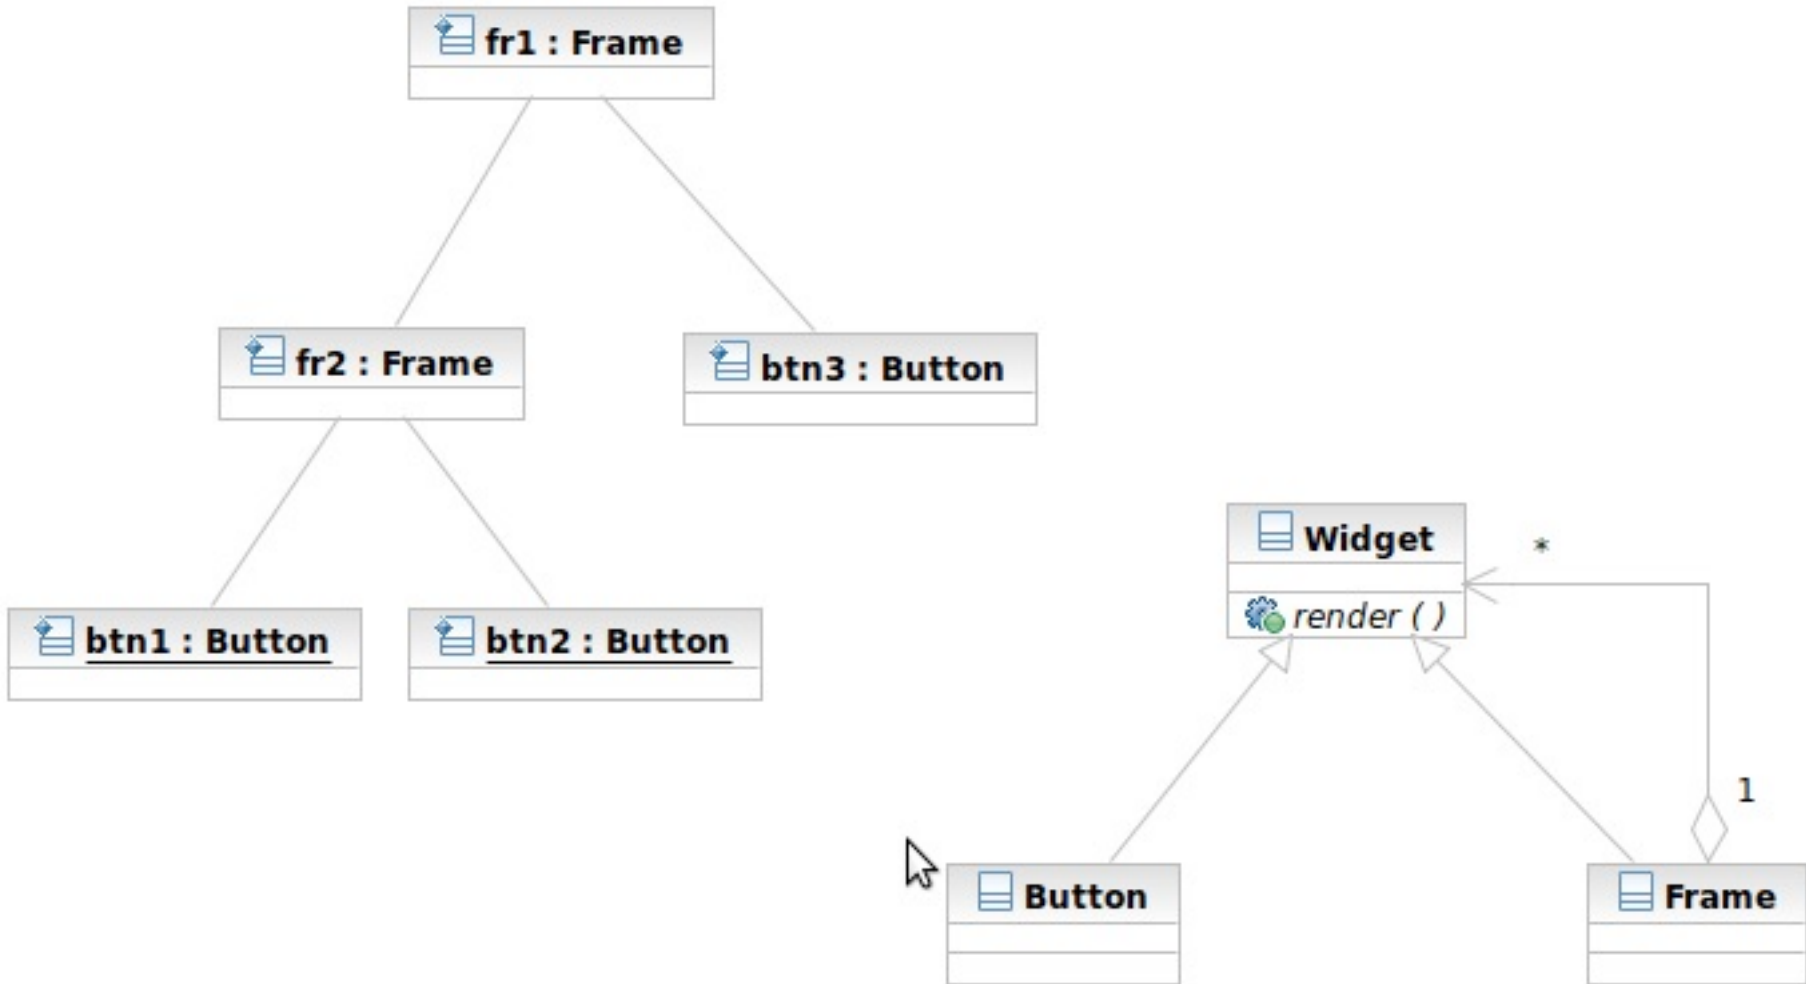 fr1 : Frame
fr2 : Frame
btn3 : Button
btn1 : Button
btn2 : Button
Widget
*
render ( )
1
Button
Frame